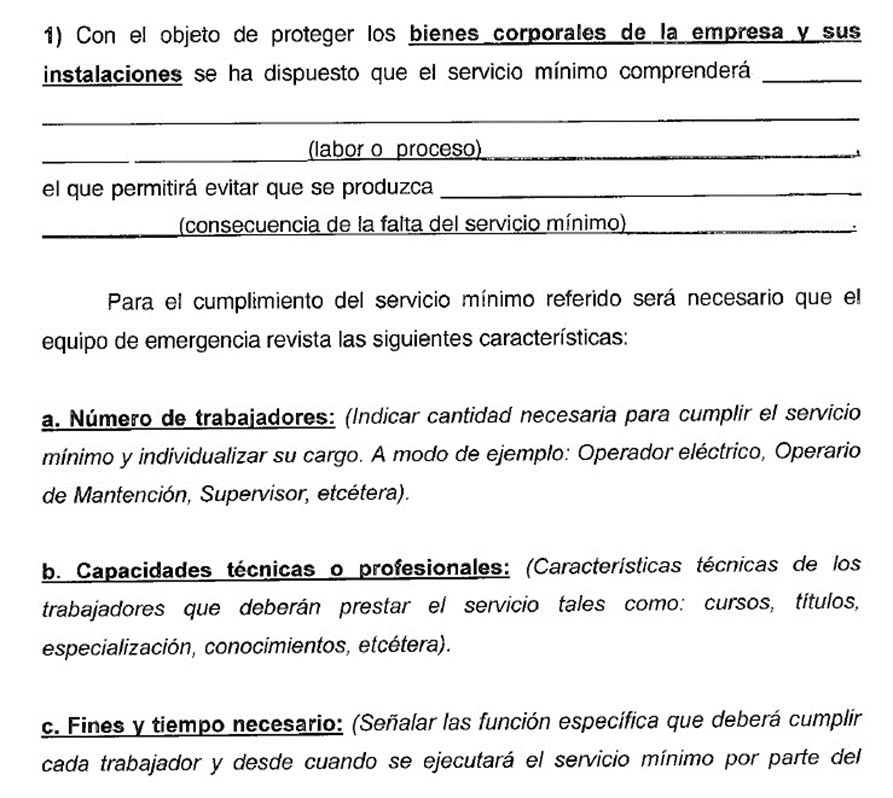 1) Con el objeto de proteger los bienes corporales de la empresa y sus
instalaciones se ha dispuesto que el servicio mínimo comprenderá ________
________________________________________
________ ____________(labor o proceso)______________________________,
el que permitirá evitar que se produzca ______________________________
____________(consecuencia de la falta del servicio mínimo)____________________.
Para el cumplimiento del servicio mínimo referido será necesario que el
equipo de emergencia revista las siguientes características:
a. Número de trabajadores: (Indicar cantidad necesaria para cumplir el servicio
mínimo y individualizar su cargo. A modo de ejemplo: Operador eléctrico, Operario
de Mantención, Supervisor, etcétera).
b. Capacidades técnicas o profesionales: (Características técnicas de los
trabajadores que deberán prestar el servicio tales como: cursos, títulos,
especialización, conocimientos, etcétera).
c. Fines y tiempo necesario: (Señalar las función específica que deberá cumplir
cada trabajador y desde cuando se ejecutará el servicio mínimo por parte del